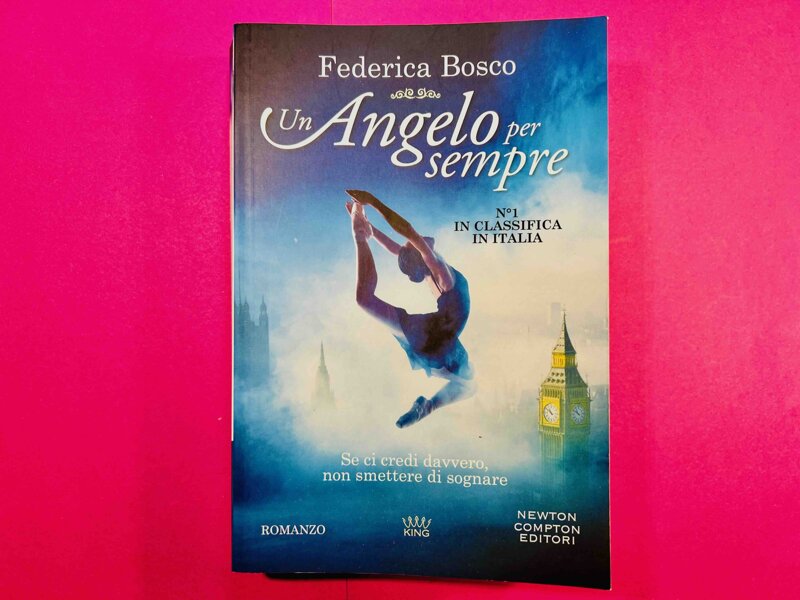 Federica Bosco
Un Angelo per
sempre
N°1
IN CLASSIFICA
IN ITALIA
Se ci credi davvero,
non smettere di sognare
ROMANZO
KING
NEWTON
COMPTON
EDITORI